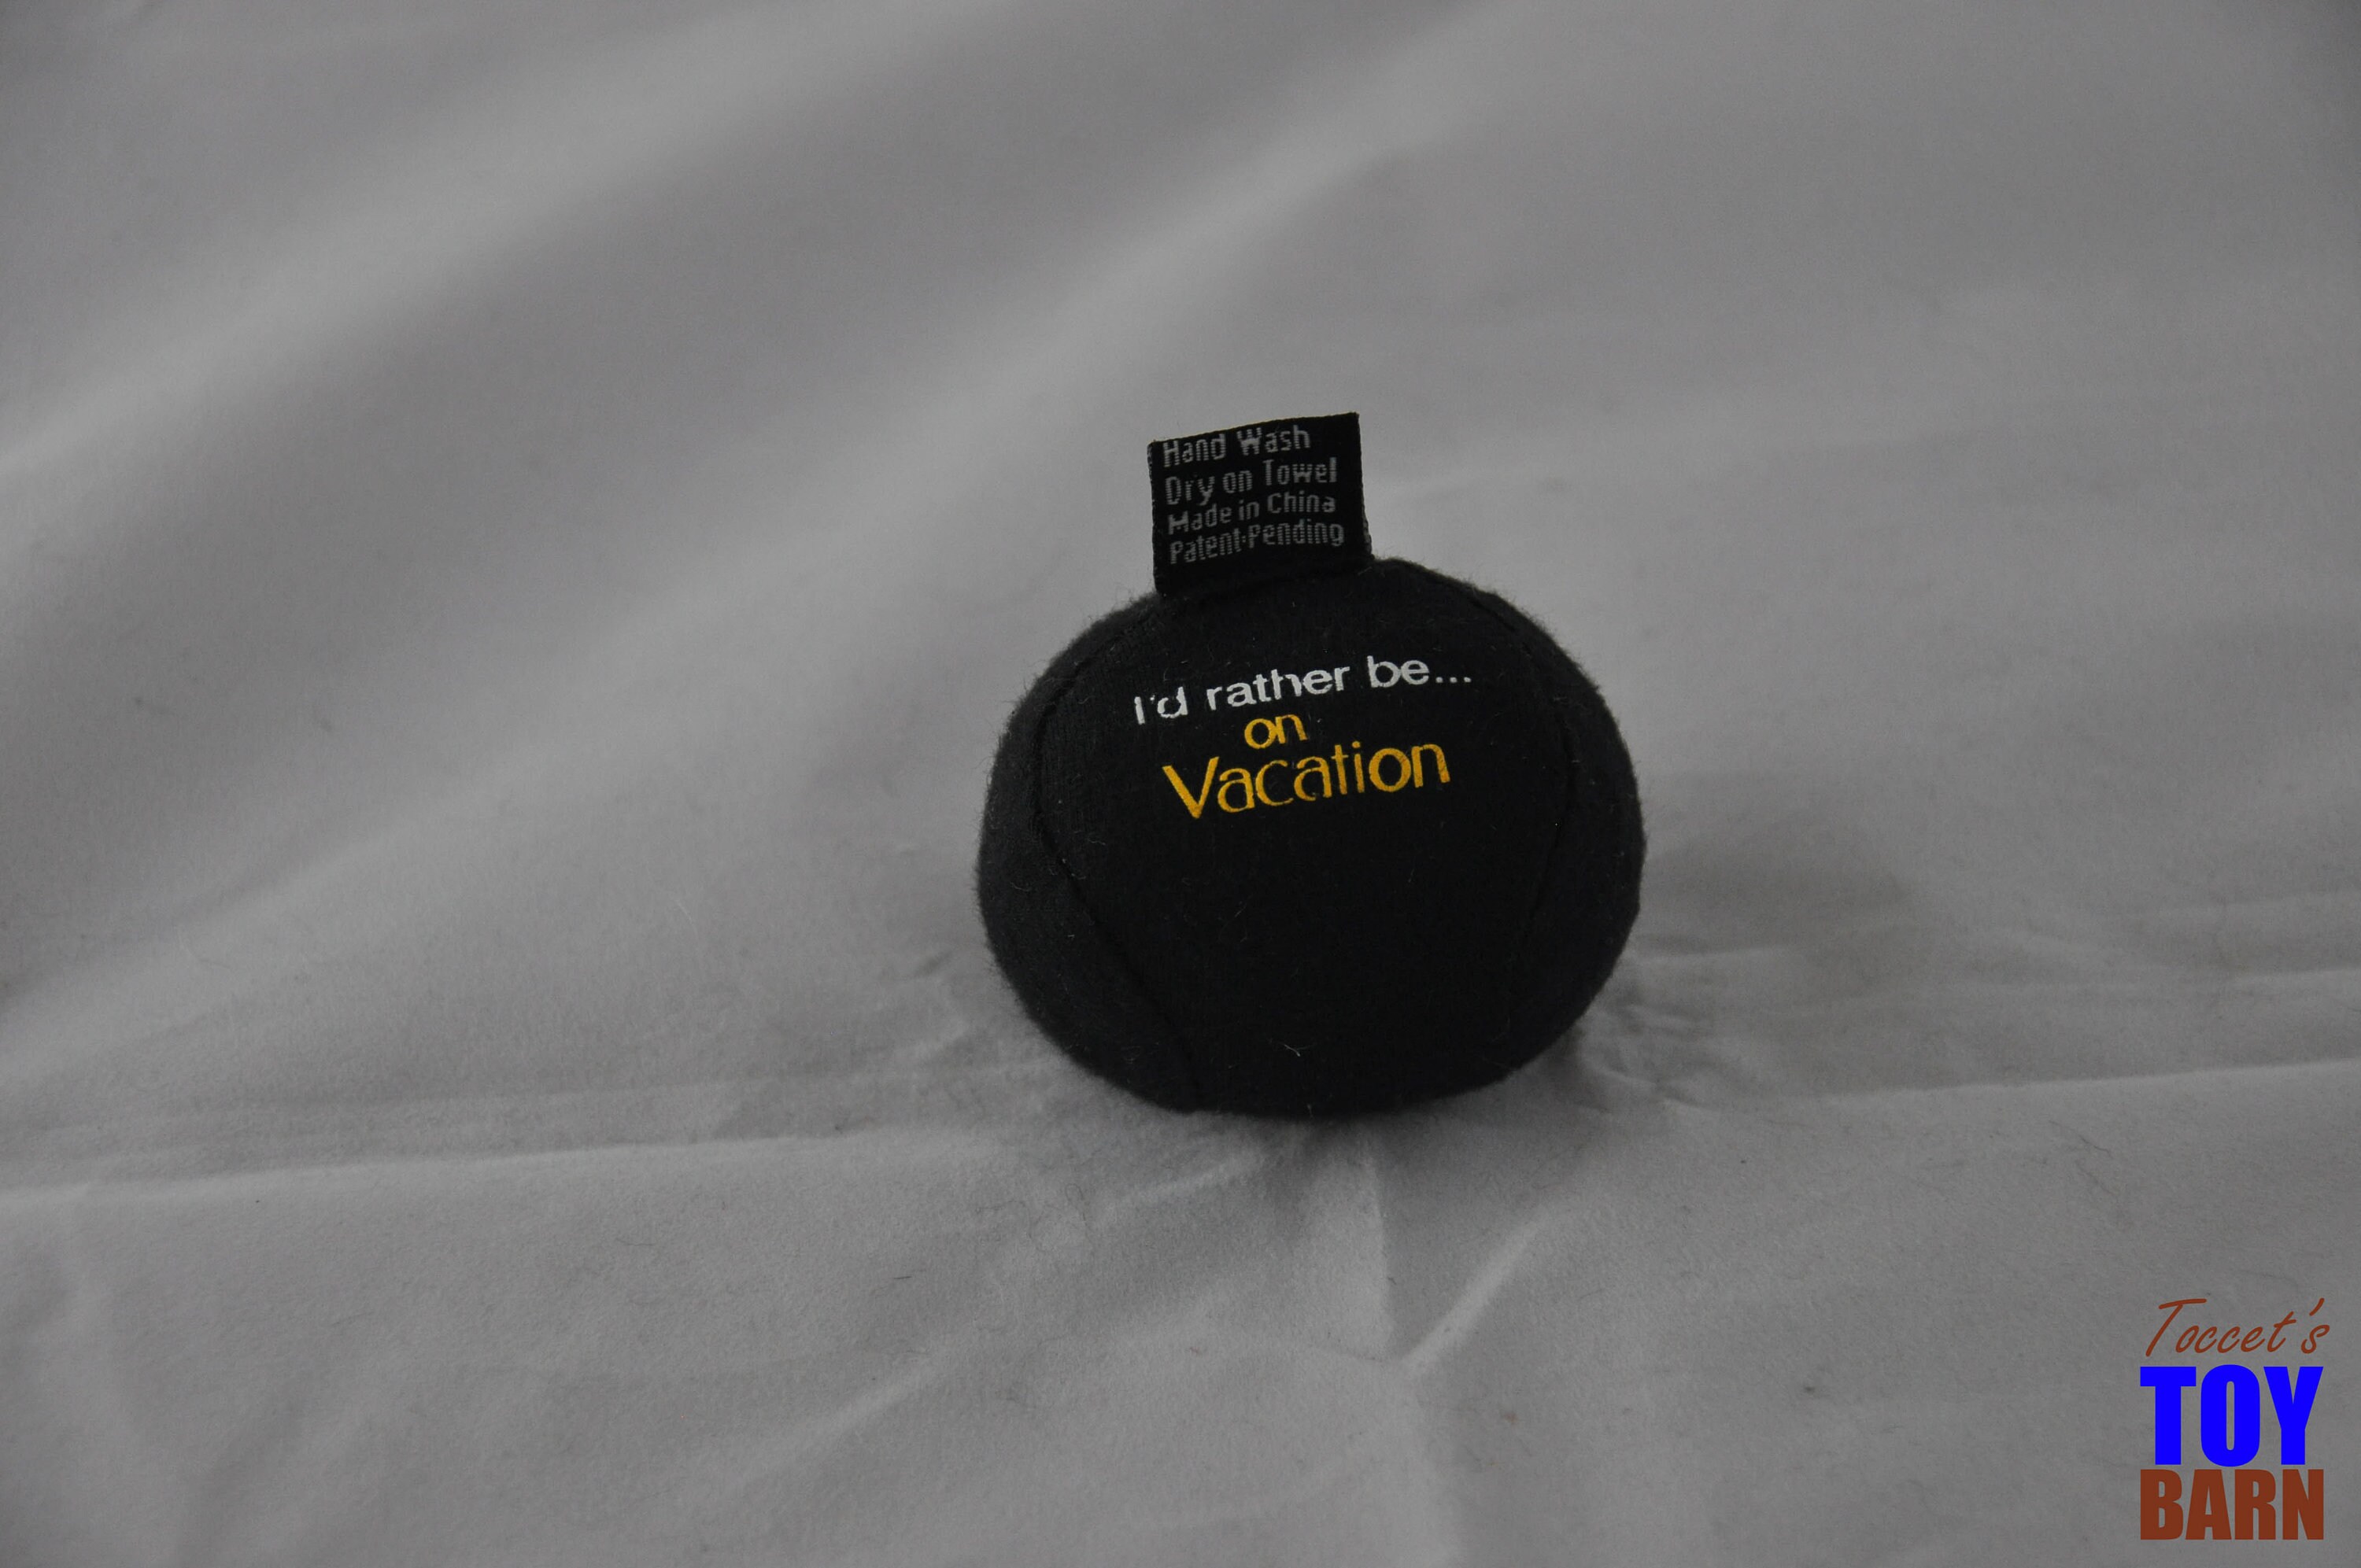 Hand Wash
Dry on Towel
Made in China
Patent Pending
I'd rather be...
on
Vacation
Toccet's
TOY
BARN